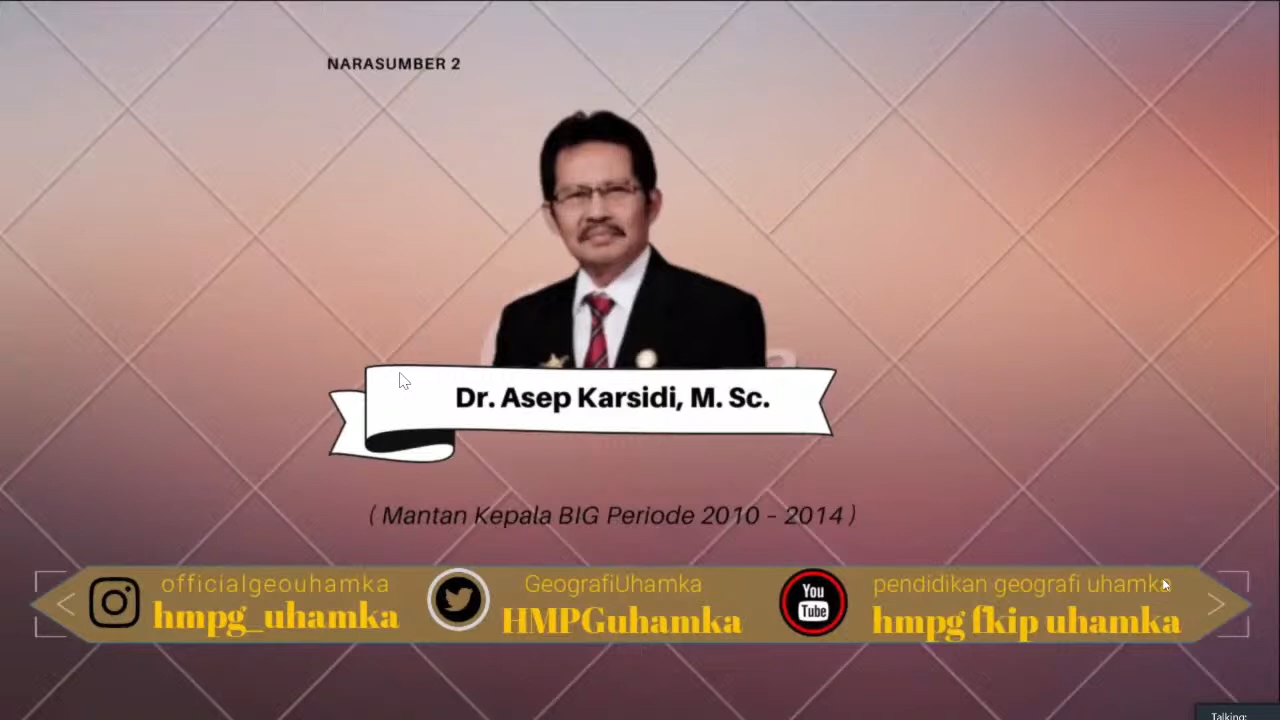 NARASUMBER 2
Dr. Asep Karsidi, M. Sc.
( Mantan Kepala BIG Periode 2010 – 2014 )
officialgeouhamka
hmpg_uhamka
GeografiUhamka
HMPGuhamka
You
Tube
pendidikan geografi uhamka
hmpg fkip uhamka
Talking: